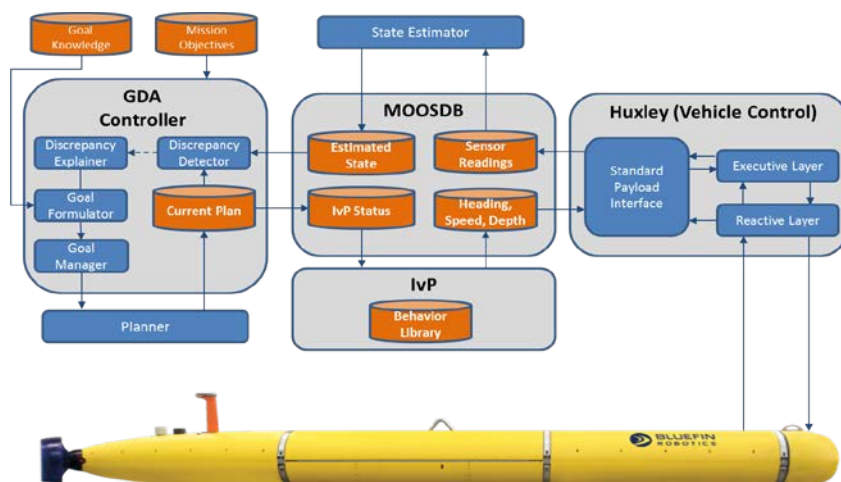 Goal
Knowledge
Mission
Objectives
State Estimator
GDA
Controller
MOOSDB
Huxley (Vehicle Control)
Discrepancy
Explainer
Discrepancy
Detector
Estimated
State
Sensor
Readings
Standard
Payload
Interface
Executive Layer
Goal
Formulator
Current Plan
IvP Status
Heading,
Speed, Depth
Reactive Layer
Goal
Manager
IvP
Planner
Behavior
Library
BLUEFIN
ROBOTICS